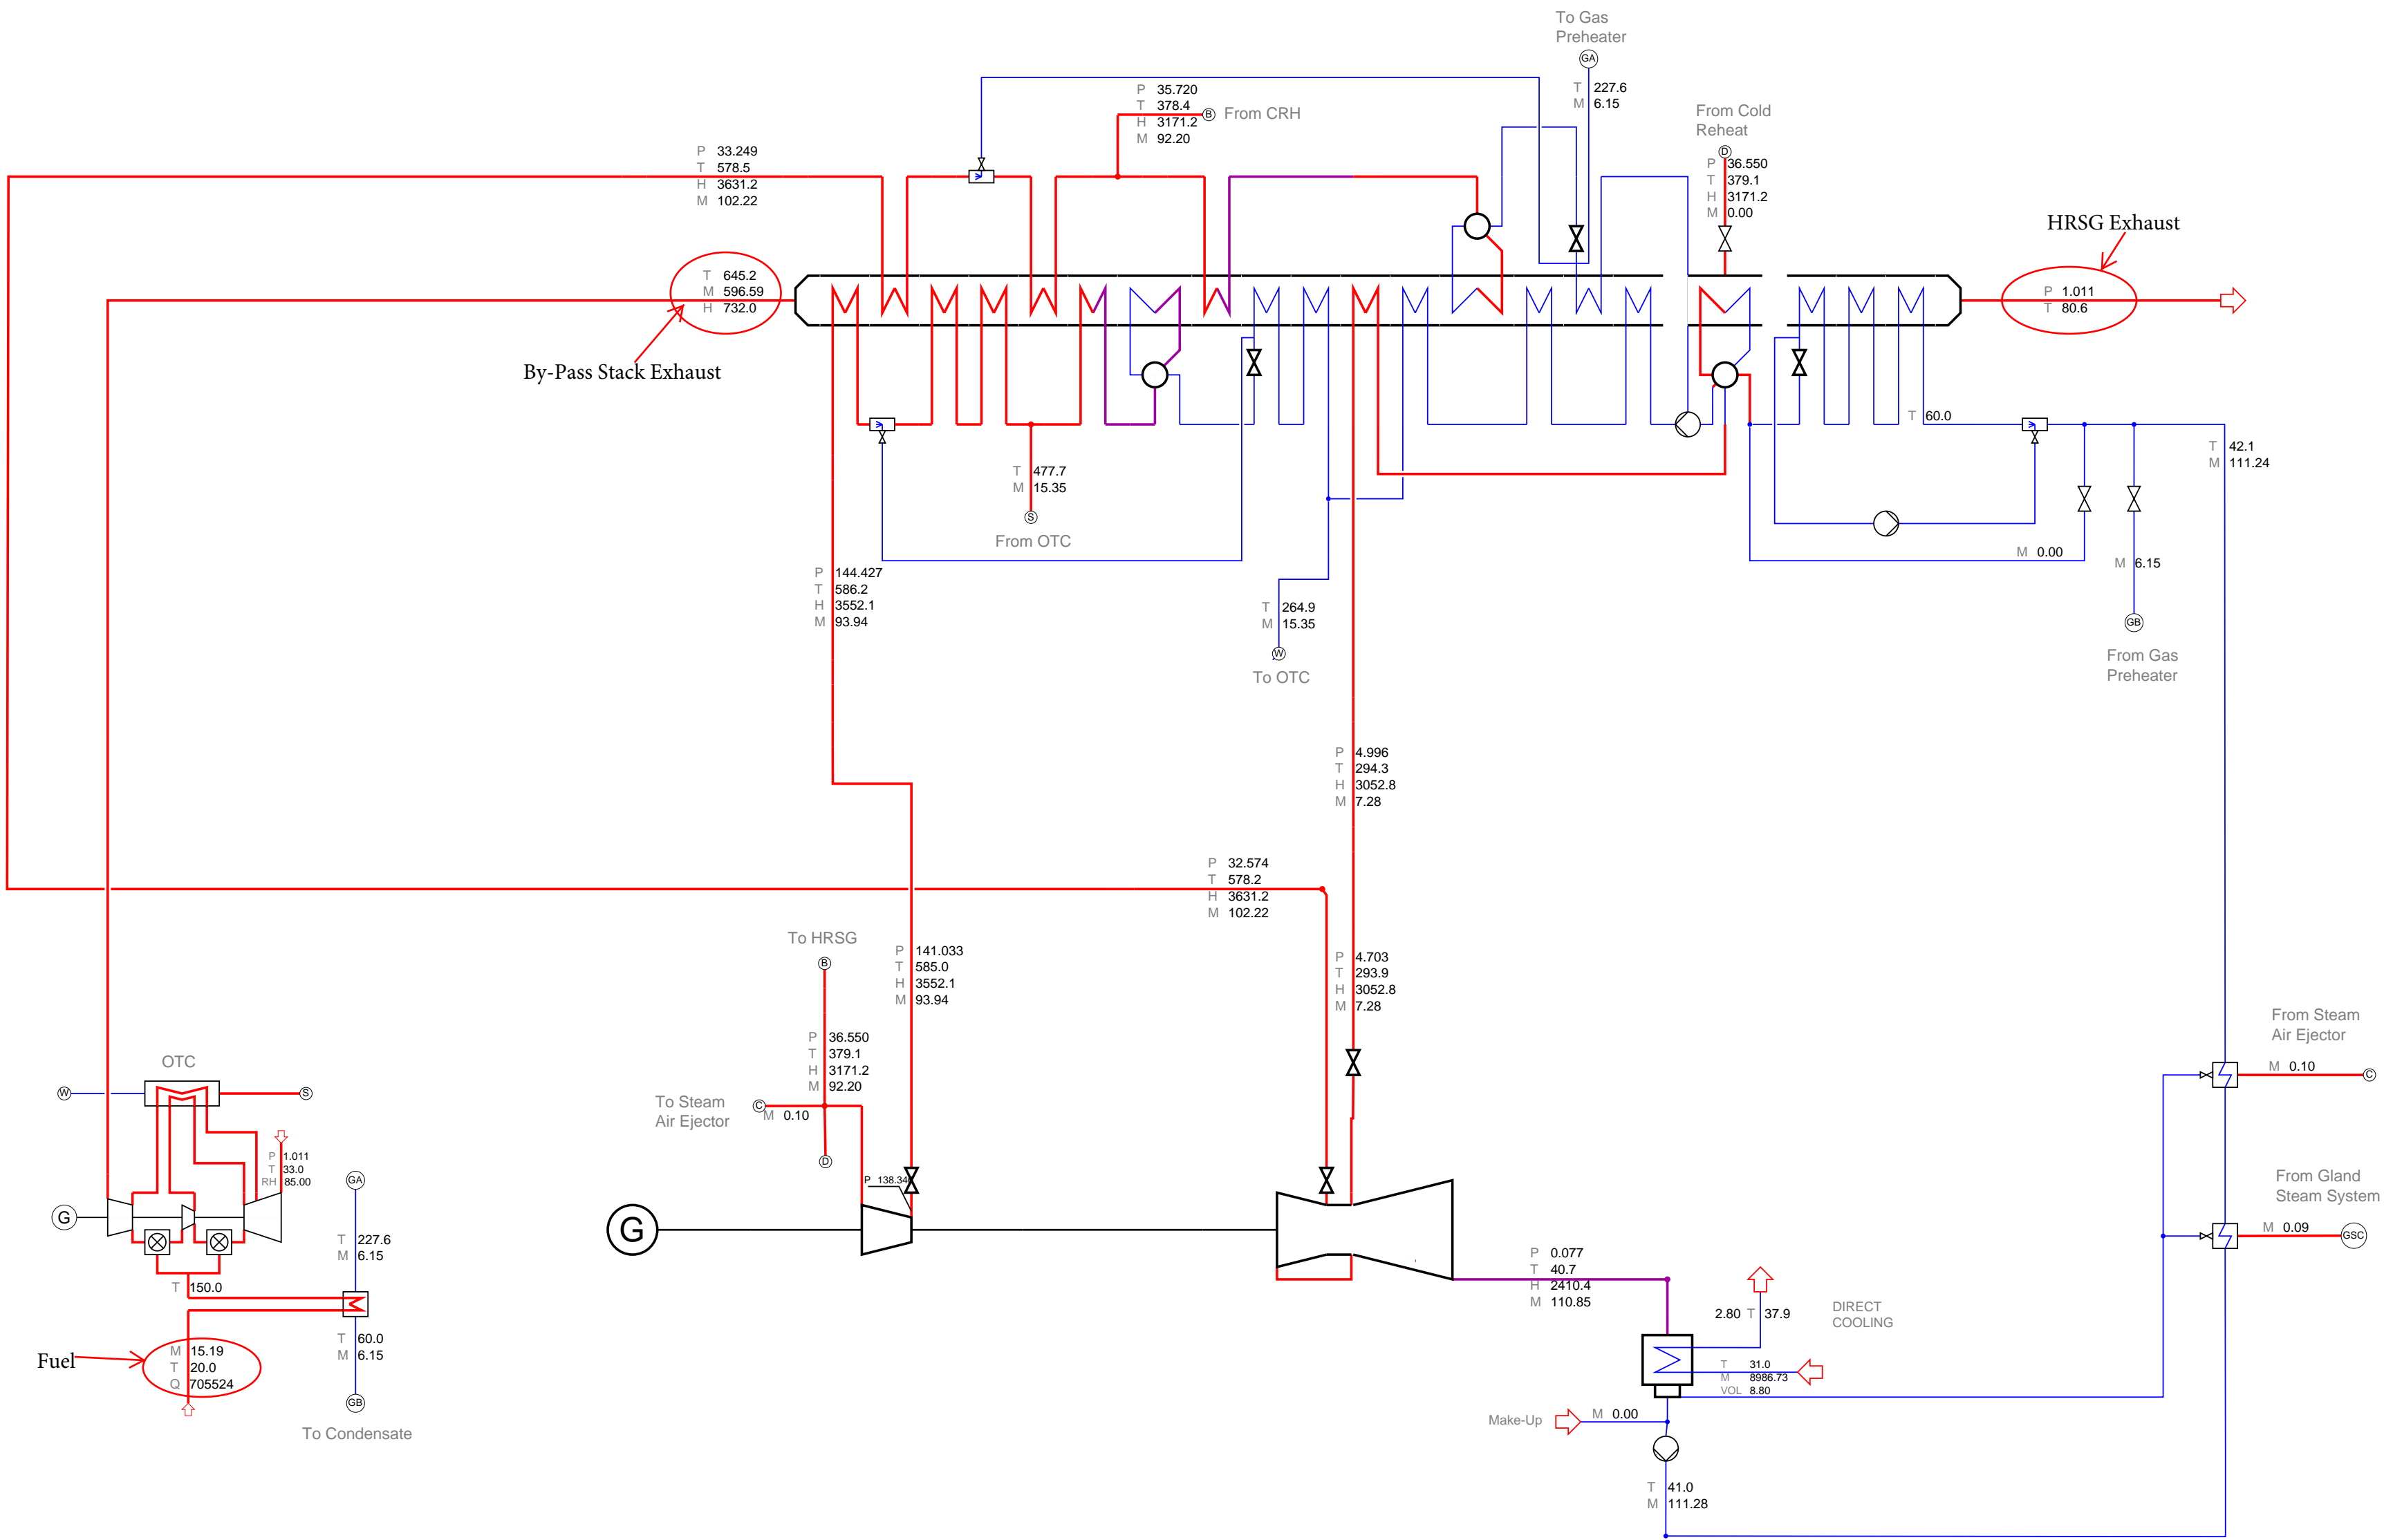 To Gas
Preheater
GA
T 227.6
M 6.15
P 35.720
T 378.4
H 3171.2
M 92.20
B From CRH
From Cold
Reheat
D
P 36.550
T 379.1
H 3171.2
M 0.00
P 33.249
T 578.5
H 3631.2
M 102.22
HRSG Exhaust
T 645.2
M 596.59
H 732.0
P 1.011
T 80.6
By-Pass Stack Exhaust
T 60.0
T 42.1
M 111.24
T 477.7
M 15.35
S
From OTC
M 0.00
M 6.15
P 144.427
T 586.2
H 3552.1
M 93.94
T 264.9
M 15.35
W
To OTC
GB
From Gas
Preheater
P 4.996
T 294.3
H 3052.8
M 7.28
P 32.574
T 578.2
H 3631.2
M 102.22
To HRSG
B
P 141.033
T 585.0
H 3552.1
M 93.94
P 4.703
T 293.9
H 3052.8
M 7.28
From Steam
Air Ejector
M 0.10
C
P 36.550
T 379.1
H 3171.2
M 92.20
To Steam
Air Ejector
C
M 0.10
D
OTC
W
S
P 1.011
T 33.0
RH 85.00
GA
P 138.34
From Gland
Steam System
M 0.09
GSC
G
G
T 227.6
M 6.15
T 150.0
P 0.077
T 40.7
H 2410.4
M 110.85
2.80 T 37.9
DIRECT
COOLING
Fuel
M 15.19
T 20.0
Q 705524
T 60.0
M 6.15
GB
To Condensate
T 31.0
M 8986.73
VOL 8.80
Make-Up
M 0.00
T 41.0
M 111.28